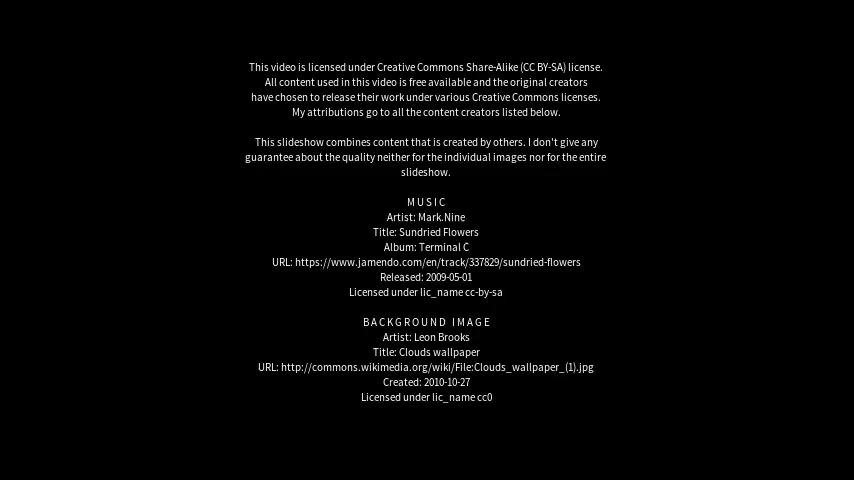 This video is licensed under Creative Commons Share-Alike (CC BY-SA) license.
All content used in this video is free available and the original creators
have chosen to release their work under various Creative Commons licenses.
My attributions go to all the content creators listed below.
This slideshow combines content that is created by others. I don't give any
guarantee about the quality neither for the individual images nor for the entire
slideshow.
M U S I C
Artist: Mark.Nine
Title: Sundried Flowers
Album: Terminal C
URL: https://www.jamendo.com/en/track/337829/sundried-flowers
Released: 2009-05-01
Licensed under lic_name cc-by-sa
B A C K G R O U N D   I M A G E
Artist: Leon Brooks
Title: Clouds wallpaper
URL: http://commons.wikimedia.org/wiki/File:Clouds_wallpaper_(1).jpg
Created: 2010-10-27
Licensed under lic_name cc0